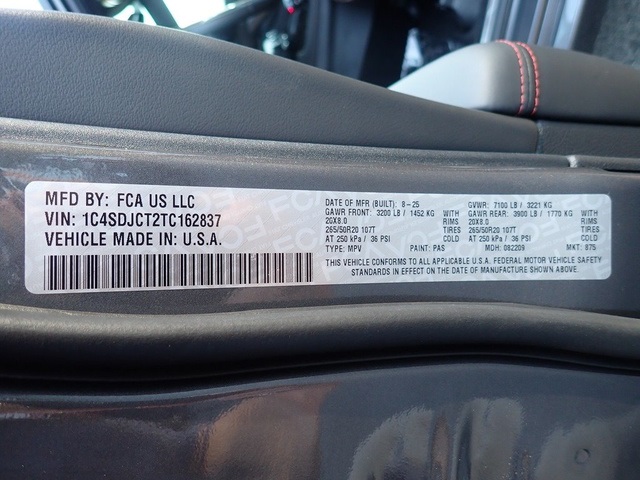 MFD BY: FCA US LLC
VIN: 1C4SDJCT2TC162837
VEHICLE MADE IN: U.S.A.
DATE OF MFR (BUILT): 8-25 GVWR: 7100 LB / 3221 KG
GAWR FRONT: 3200 LB / 1452 KG WITH GAWR REAR: 3900 LB / 1770 KG WITH
20X8.0 RIMS 20X8.0 RIMS
265/50R20 107T TIRES 265/50R20 107T TIRES
AT 250 kPa / 36 PSI COLD AT 250 kPa / 36 PSI COLD
TYPE: MPV PAINT: PAS MDH: 082209 MKT: 875
THIS VEHICLE CONFORMS TO ALL APPLICABLE U.S.A. FEDERAL MOTOR VEHICLE SAFETY
STANDARDS IN EFFECT ON THE DATE OF MANUFACTURE SHOWN ABOVE.